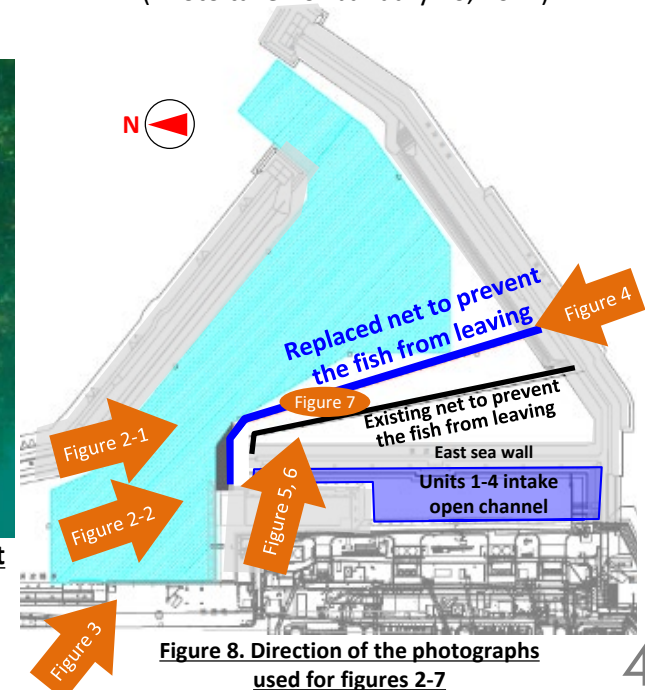 N
Replaced net to prevent
the fish from leaving
Figure 4
Figure 7
Existing net to prevent
the fish from leaving
Figure 2-1
East sea wall
Units 1-4 intake
open channel
Figure 2-2
Figure 5, 6
Figure 3
Figure 8. Direction of the photographs
used for figures 2-7